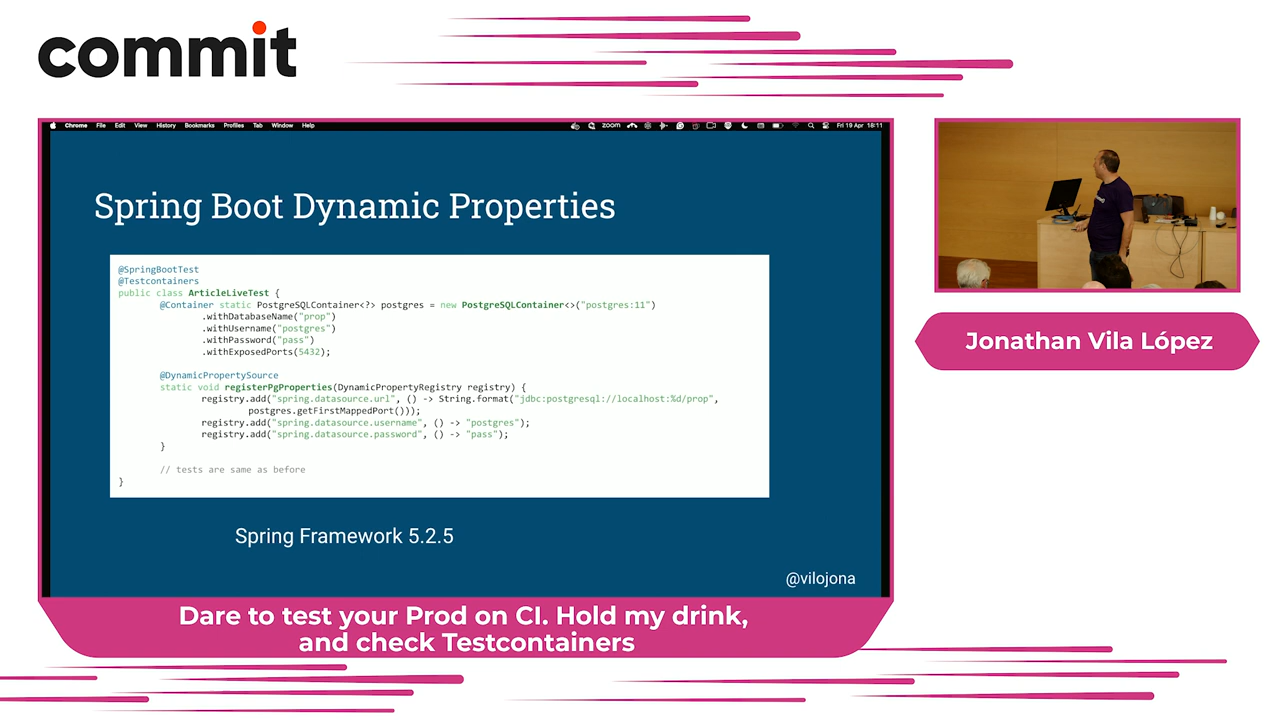 commit
Chrome File Edit View History Bookmarks Profiles Tab Window Help
zoom
Fri 19 Apr 18:11
Spring Boot Dynamic Properties
@SpringBootTest
@Testcontainers
public class ArticleLiveTest {
@Container static PostgreSQLContainer<?> postgres = new PostgreSQLContainer<>("postgres:11")
.withDatabaseName("prop")
.withUsername("postgres")
.withPassword("pass")
.withExposedPorts(5432);
@DynamicPropertySource
static void registerPgProperties(DynamicPropertyRegistry registry) {
registry.add("spring.datasource.url", () -> String.format("jdbc:postgresql://localhost:%d/prop",
postgres.getFirstMappedPort()));
registry.add("spring.datasource.username", () -> "postgres");
registry.add("spring.datasource.password", () -> "pass");
}
// tests are same as before
}
Spring Framework 5.2.5
@vilojona
Jonathan Vila López
Dare to test your Prod on CI. Hold my drink,
and check Testcontainers